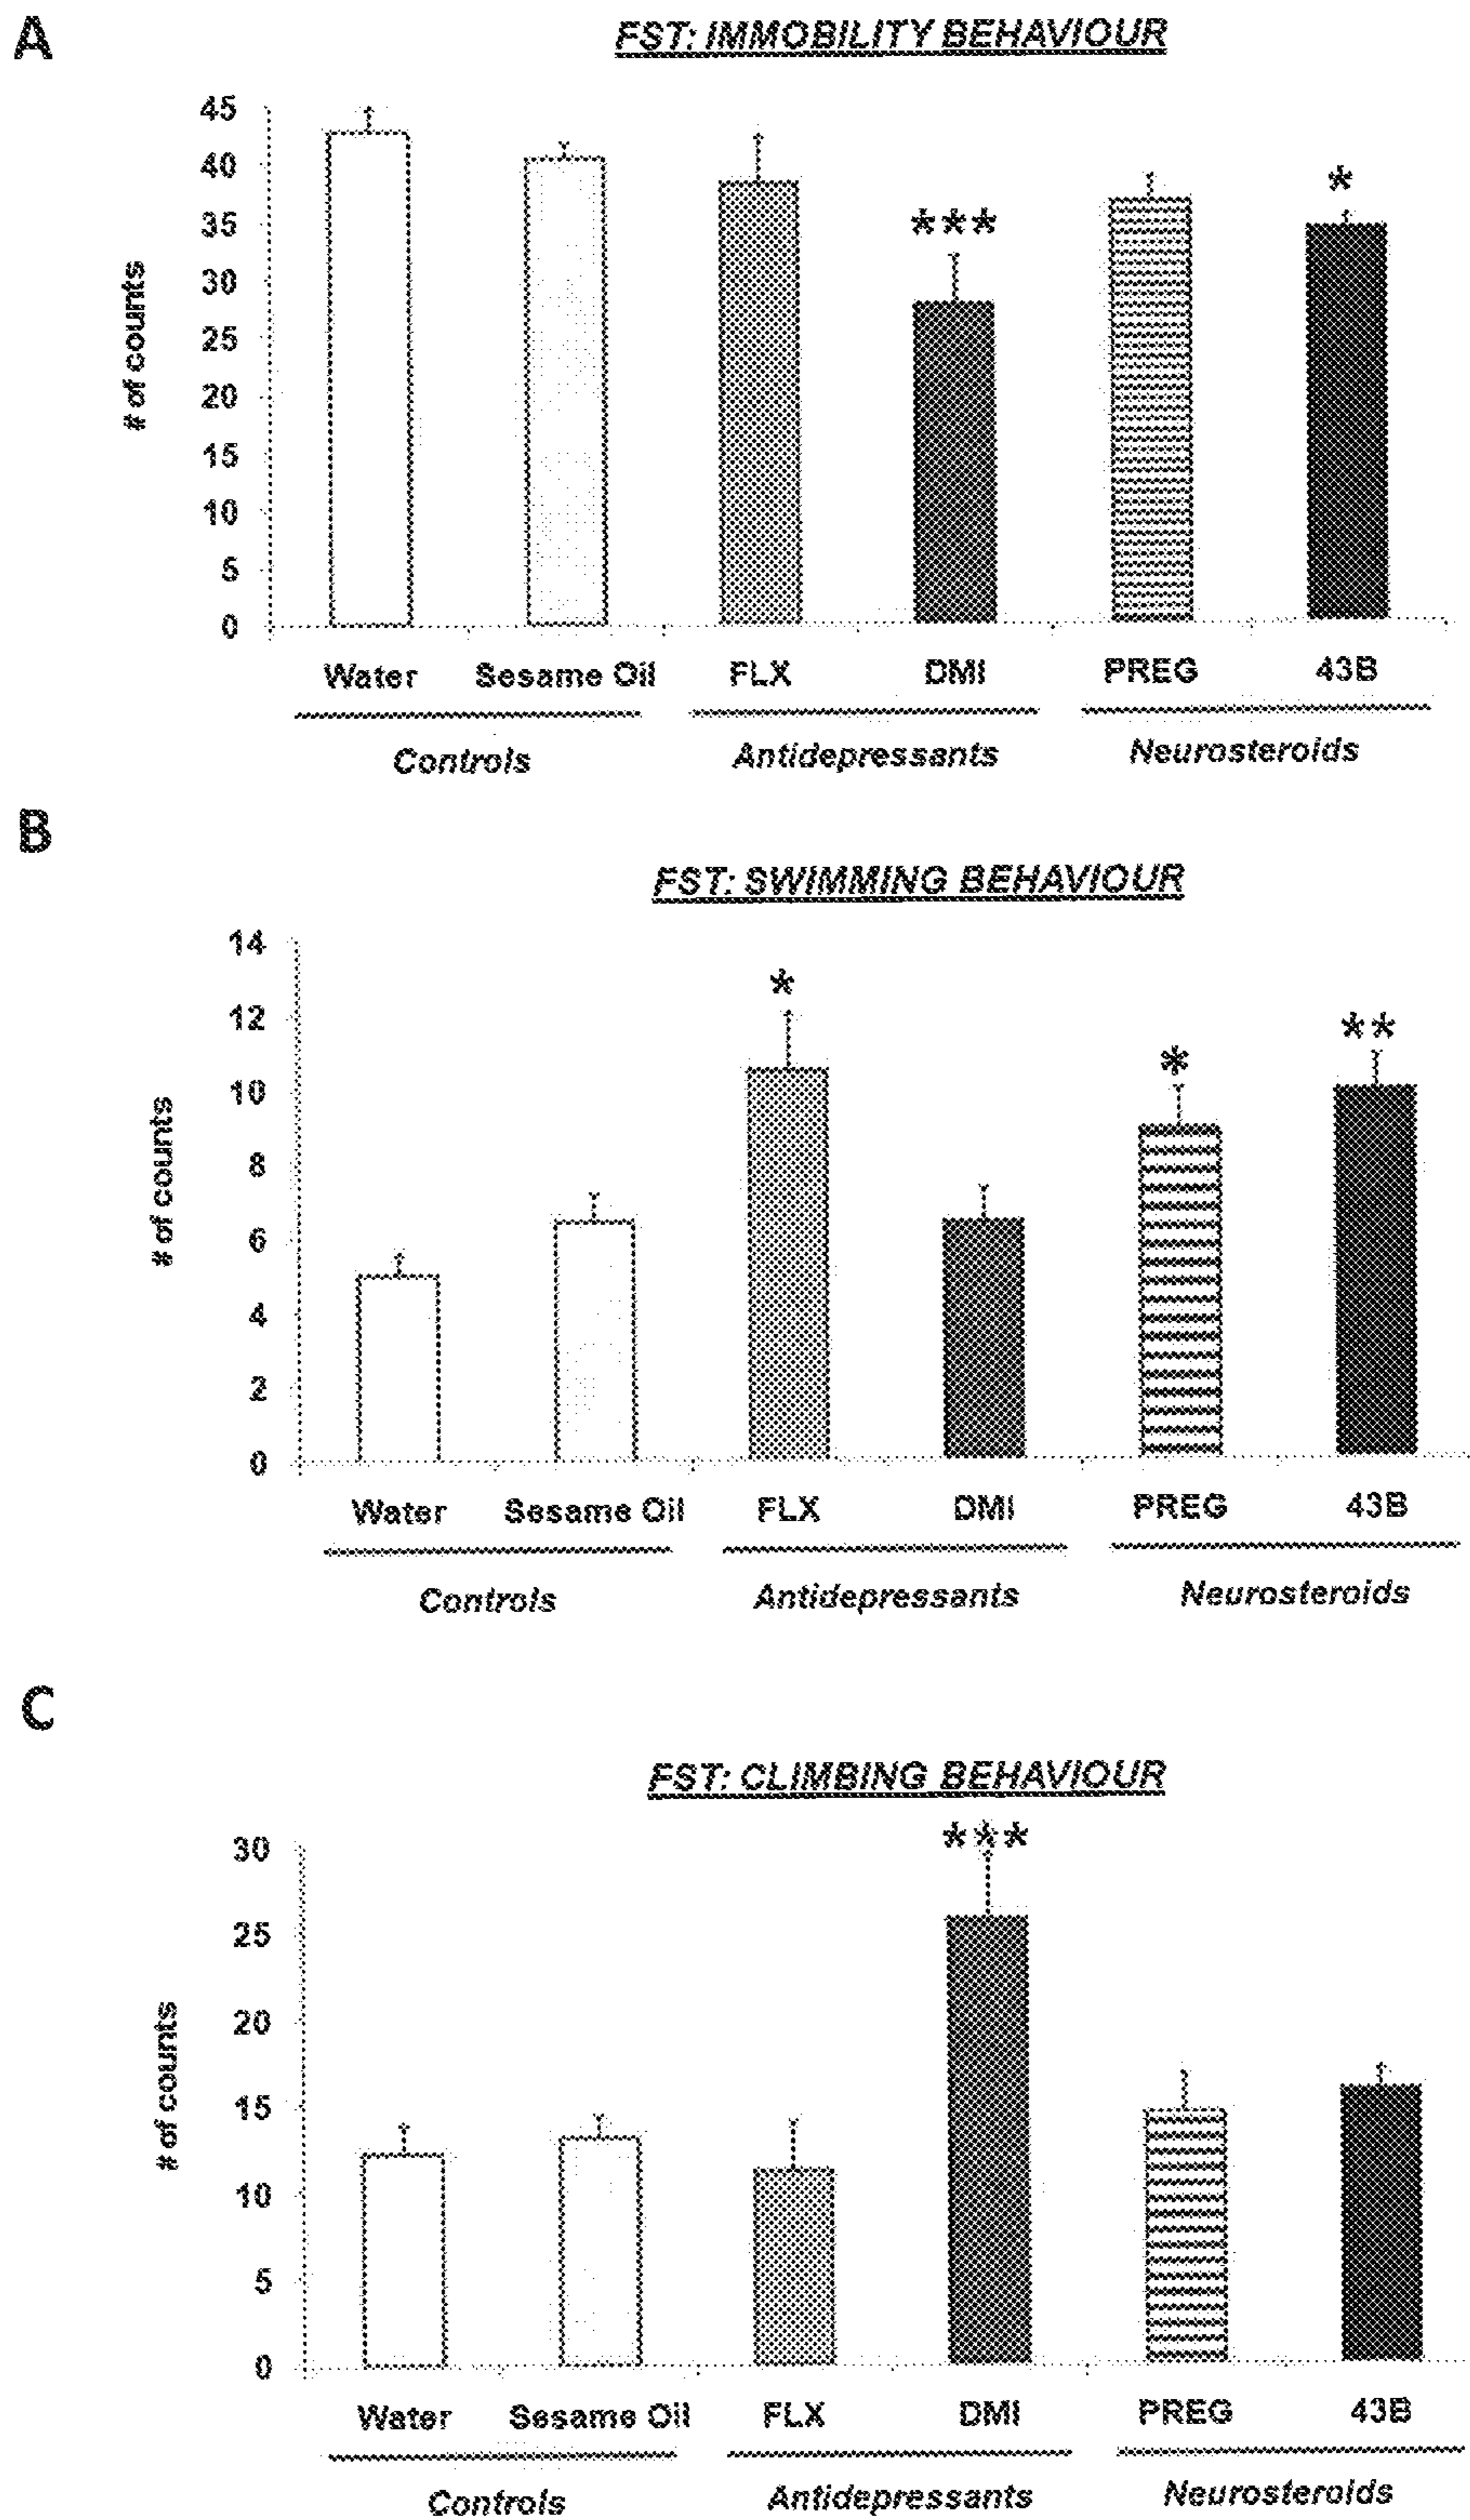 A
FST: IMMOBILITY BEHAVIOUR
45
40
35
30
25
20
15
10
5
0
# of counts
***
*
Water Sesame Oil FLX DMI PREG 43B
Controls Antidepressants Neurosteroids
B
FST: SWIMMING BEHAVIOUR
14
12
10
8
6
4
2
0
# of counts
*
*
**
Water Sesame Oil FLX DMI PREG 43B
Controls Antidepressants Neurosteroids
C
FST: CLIMBING BEHAVIOUR
30
25
20
15
10
5
0
# of counts
***
Water Sesame Oil FLX DMI PREG 43B
Controls Antidepressants Neurosteroids